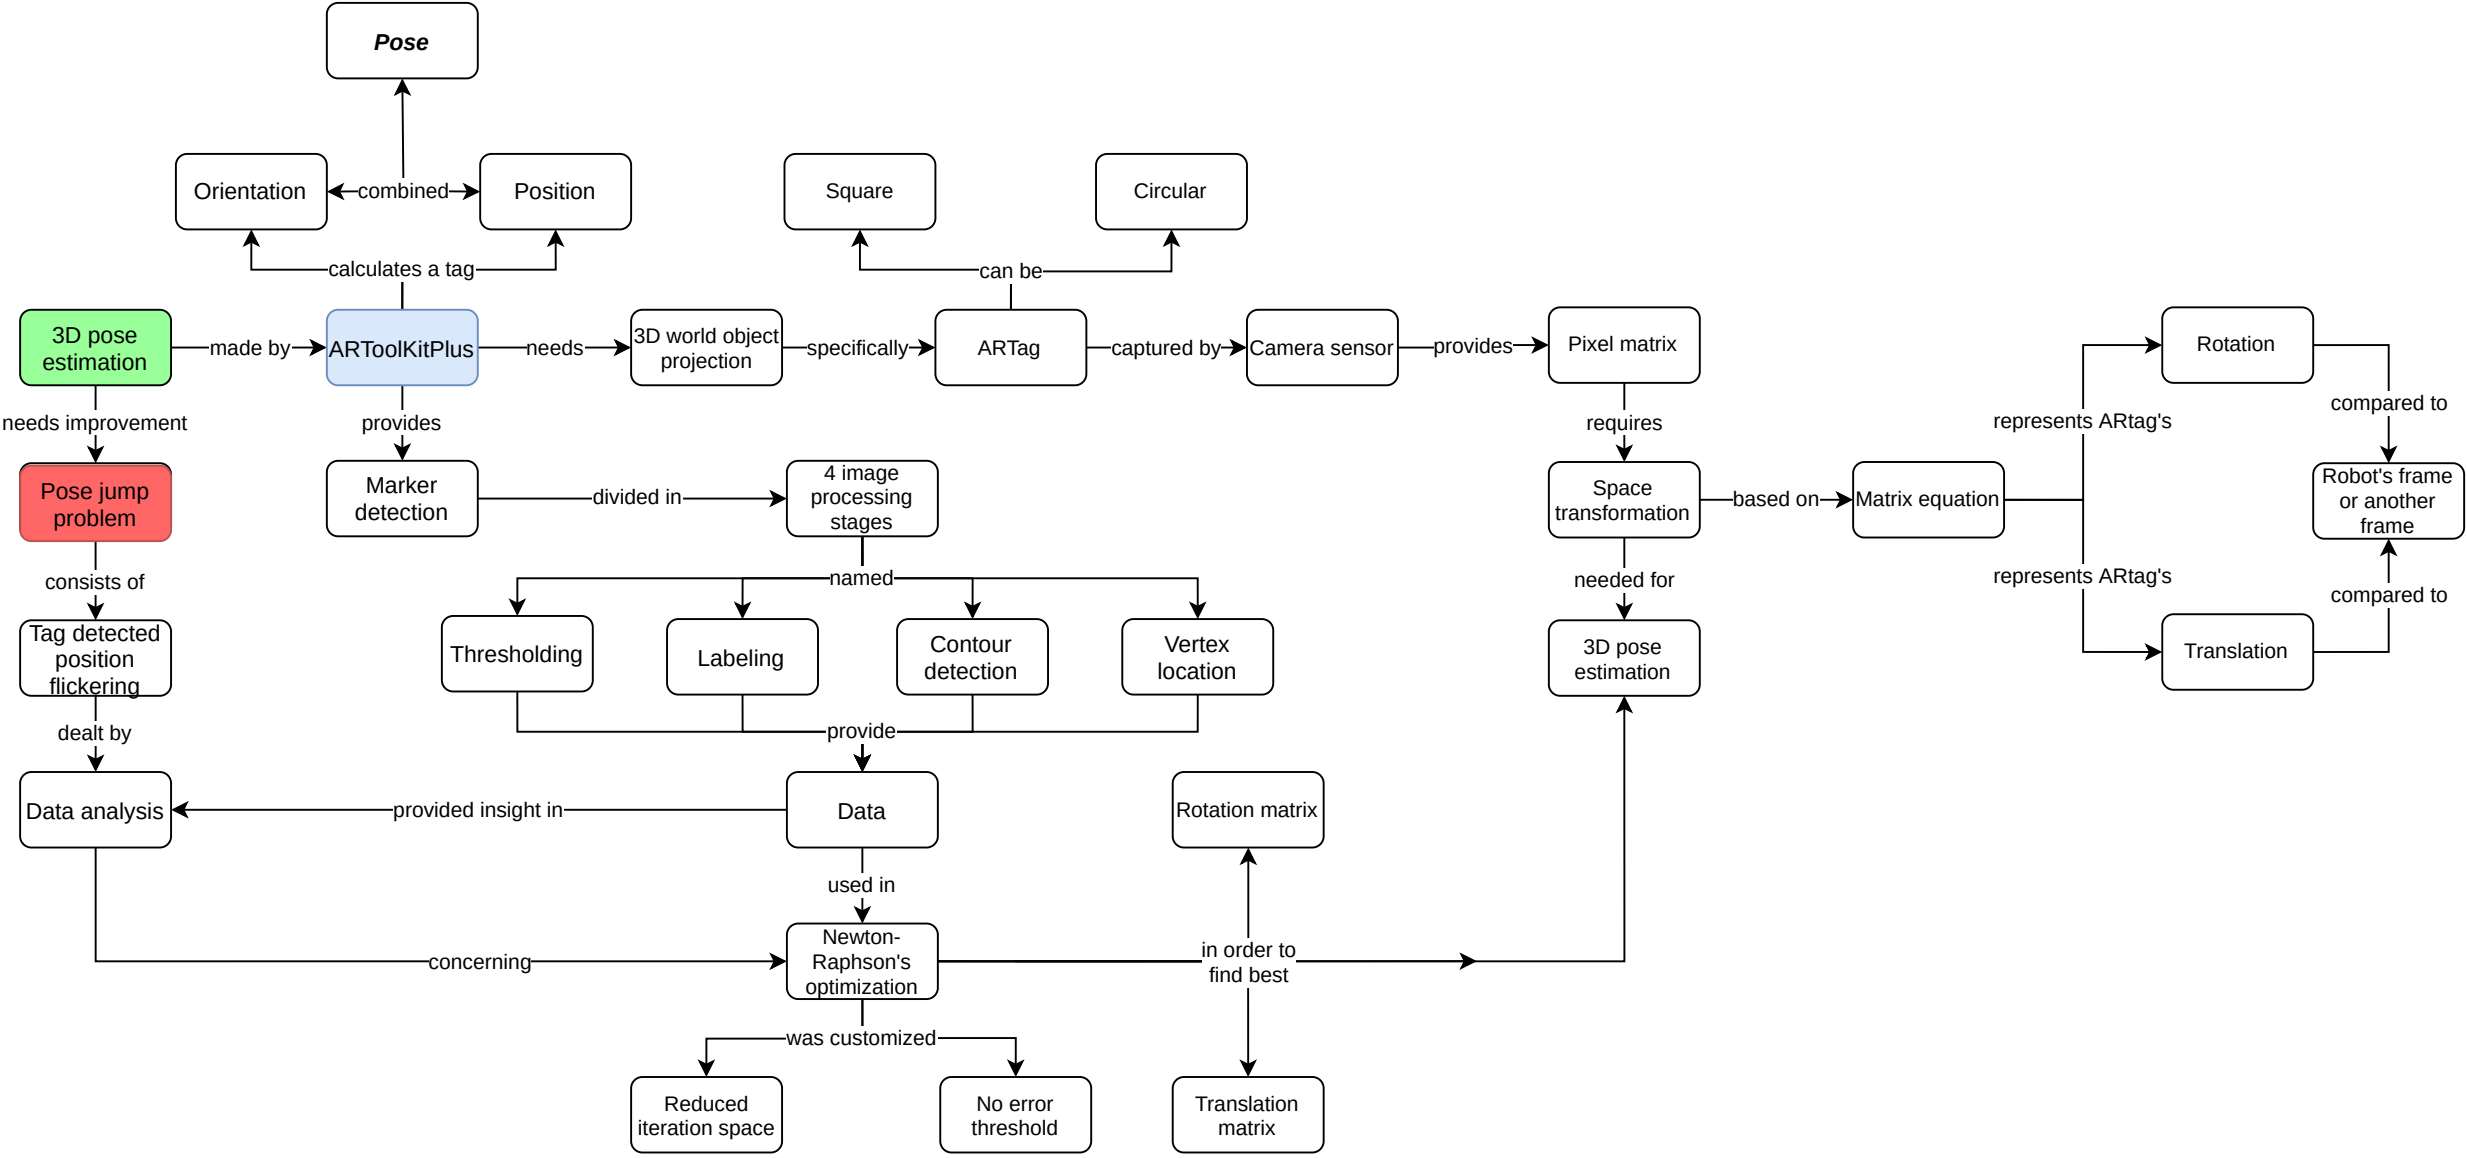 Pose
Orientation
combined
Position
Square
Circular
calculates a tag
can be
3D pose
estimation
made by
ARToolKitPlus
needs
3D world object
projection
specifically
ARTag
captured by
Camera sensor
provides
Pixel matrix
Rotation
needs improvement
provides
requires
represents ARtag's
compared to
Pose jump
problem
Marker
detection
divided in
4 image
processing
stages
Space
transformation
based on
Matrix equation
Robot's frame
or another
frame
consists of
named
needed for
represents ARtag's
compared to
Tag detected
position
flickering
Thresholding
Labeling
Contour
detection
Vertex
location
3D pose
estimation
Translation
dealt by
provide
Data analysis
provided insight in
Data
Rotation matrix
used in
concerning
Newton-
Raphson's
optimization
in order to
find best
was customized
Reduced
iteration space
No error
threshold
Translation
matrix